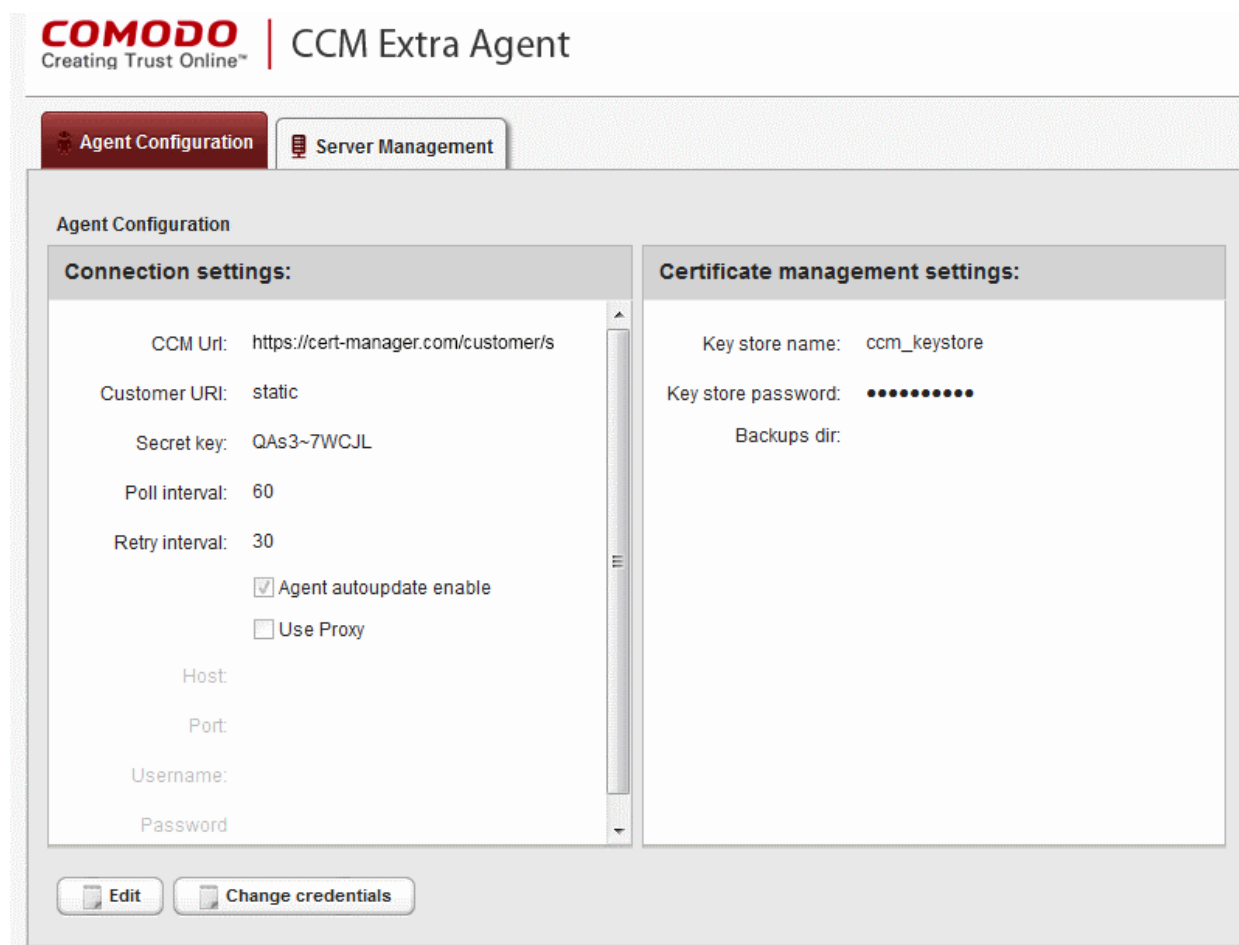 COMODO
Creating Trust Online™
CCM Extra Agent
Agent Configuration
Server Management
Agent Configuration
Connection settings:
CCM Url: https://cert-manager.com/customer/s
Customer URI: static
Secret key: QAs3~7WCJL
Poll interval: 60
Retry interval: 30
Agent autoupdate enable
Use Proxy
Host:
Port:
Username:
Password
Certificate management settings:
Key store name: ccm_keystore
Key store password: ●●●●●●●●●●
Backups dir:
Edit
Change credentials